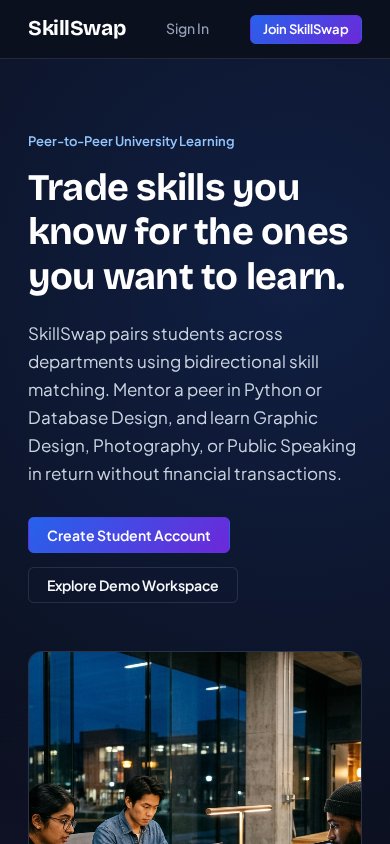 SkillSwap
Sign In
Join SkillSwap
Peer-to-Peer University Learning
Trade skills you
know for the ones
you want to learn.
SkillSwap pairs students across
departments using bidirectional skill
matching. Mentor a peer in Python or
Database Design, and learn Graphic
Design, Photography, or Public Speaking
in return without financial transactions.
Create Student Account
Explore Demo Workspace